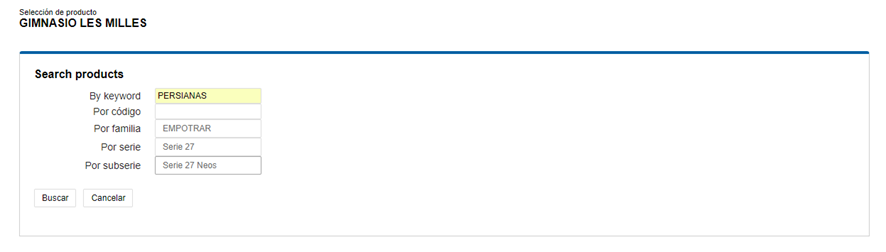 Selección de producto
GIMNASIO LES MILLES
Search products
By keyword PERSIANAS
Por código
Por familia EMPOTRAR
Por serie Serie 27
Por subserie Serie 27 Neos
Buscar Cancelar